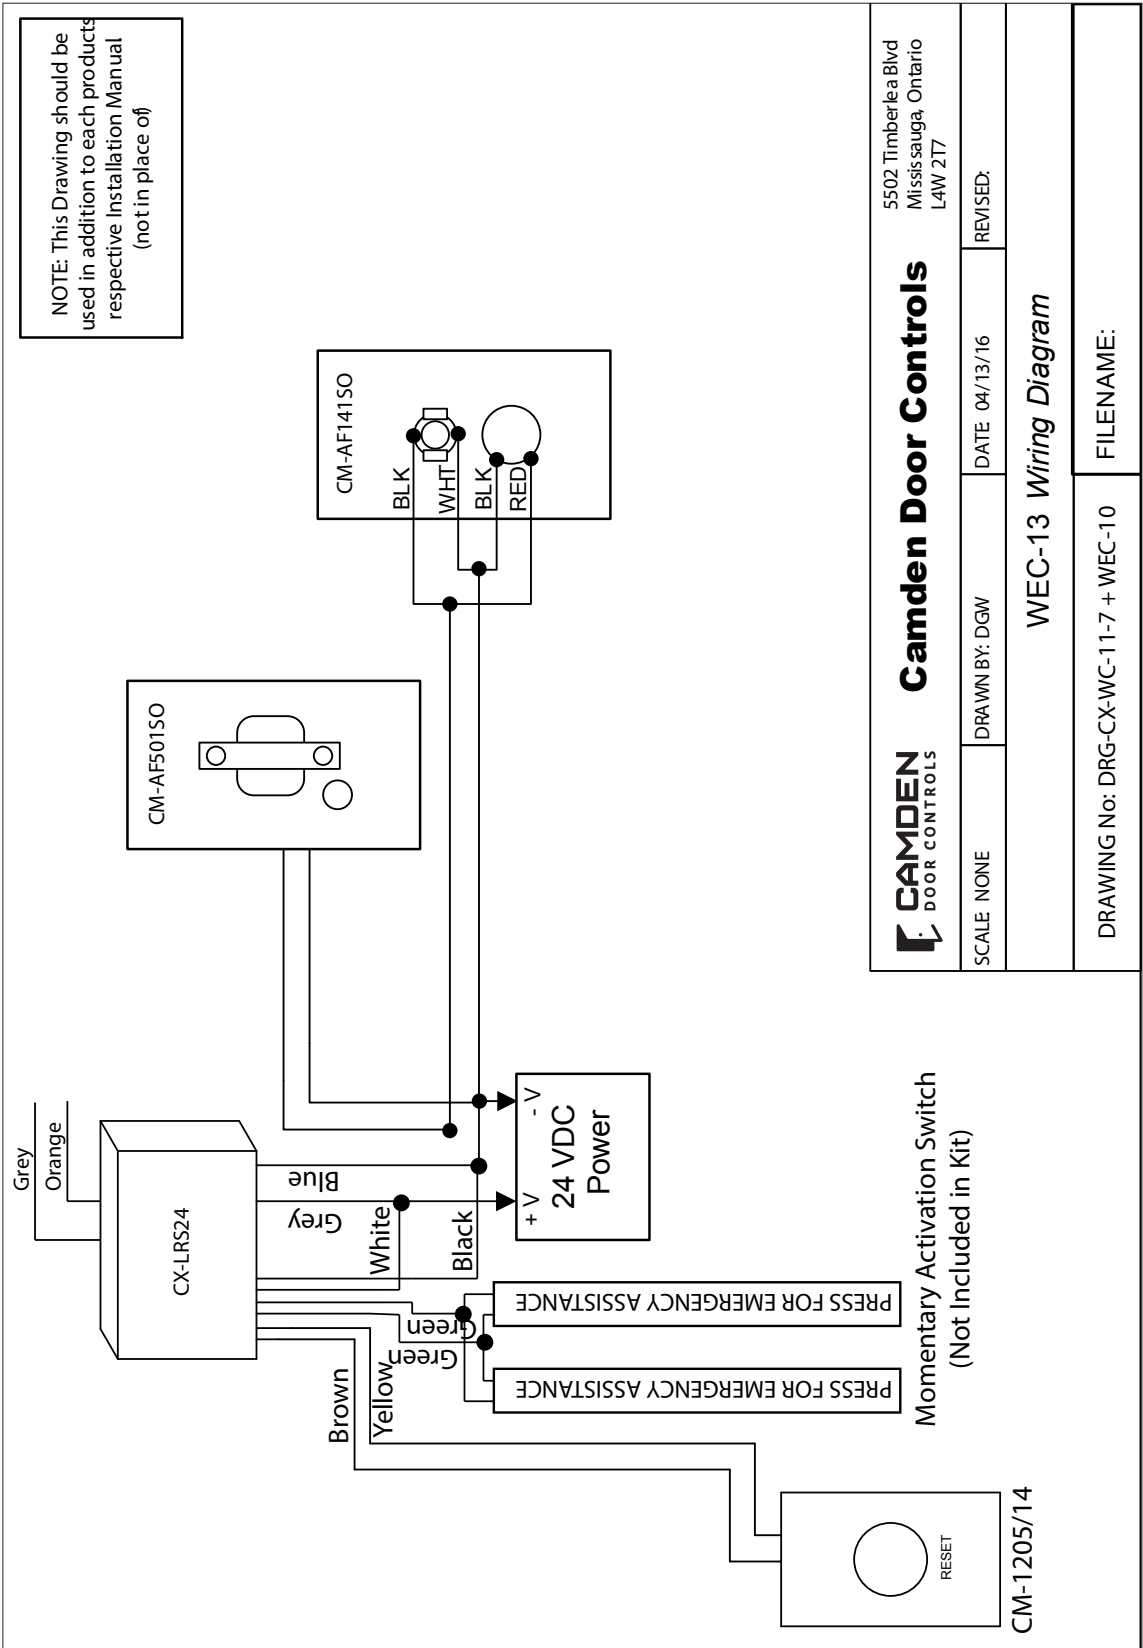 NOTE: This Drawing should be
used in addition to each products
respective Installation Manual
(not in place of)
Grey
Orange
CX-LRS24
CM-AF501SO
CM-AF141SO
BLK
WHT
BLK
RED
Blue
Grey
White
Black
Green
Green
Brown
Yellow
+ V
- V
24 VDC
Power
PRESS FOR EMERGENCY ASSISTANCE
PRESS FOR EMERGENCY ASSISTANCE
Momentary Activation Switch
(Not Included in Kit)
RESET
CM-1205/14
CAMDEN
DOOR CONTROLS
Camden Door Controls
5502 Timberlea Blvd
Mississauga, Ontario
L4W 2T7
SCALE NONE
DRAWN BY: DGW
DATE 04/13/16
REVISED:
WEC-13 Wiring Diagram
DRAWING No: DRG-CX-WC-11-7 + WEC-10
FILENAME: